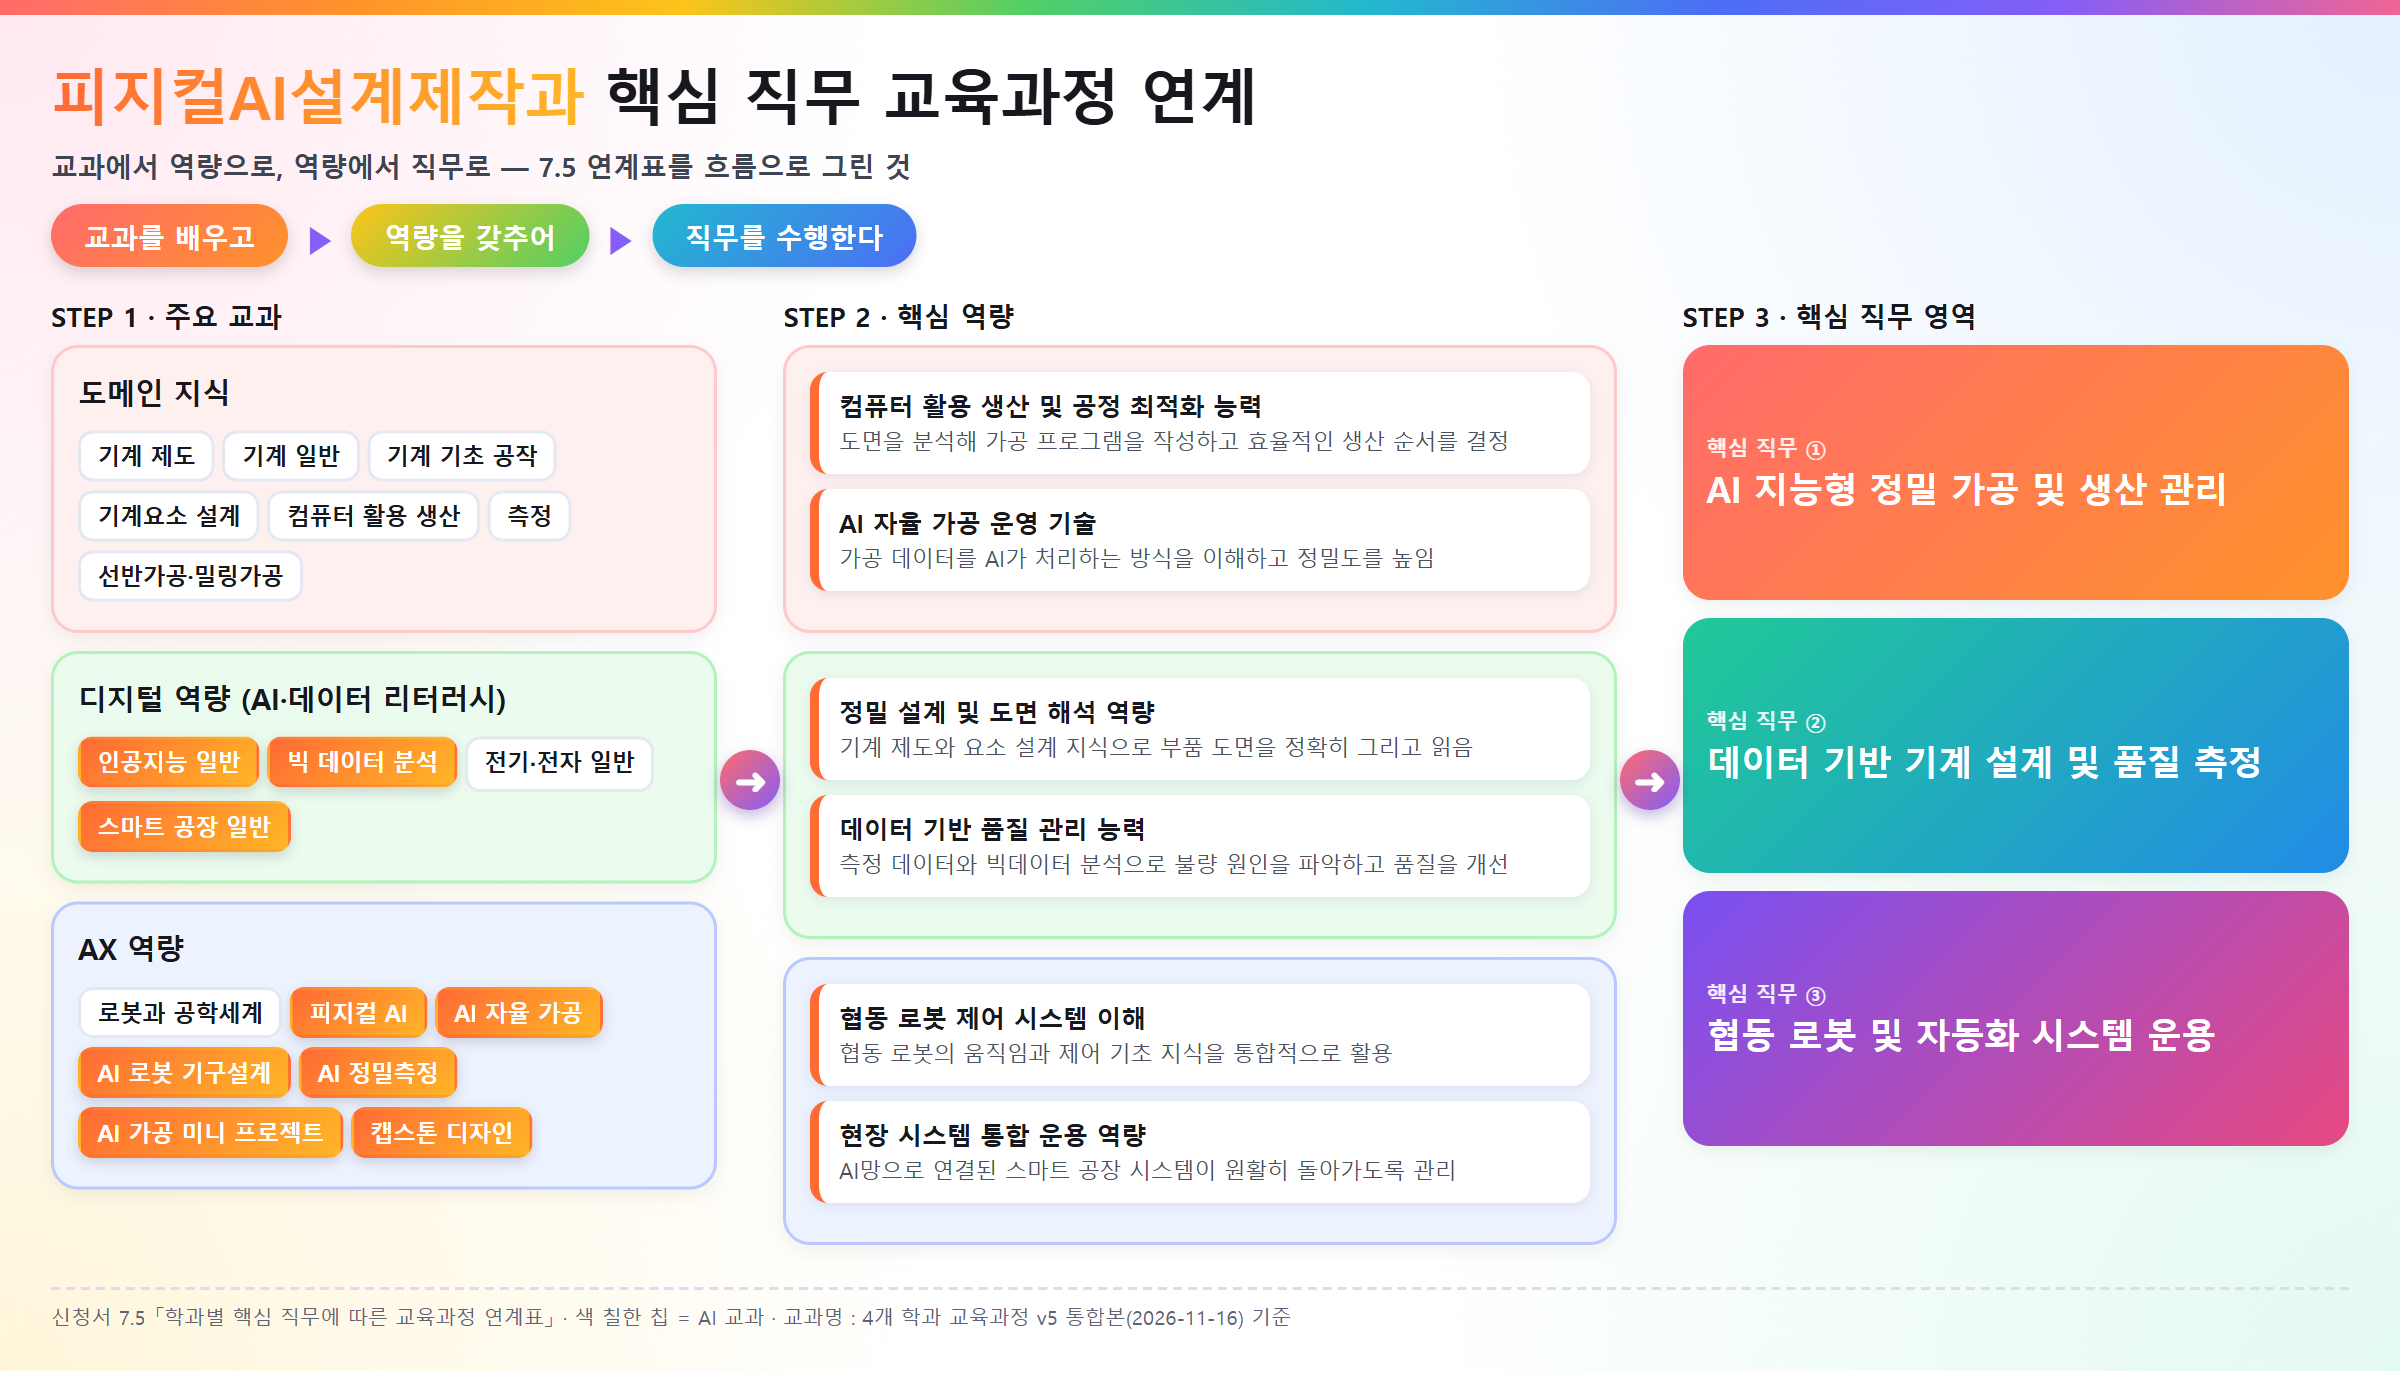 피지컬AI설계제작과 핵심 직무 교육과정 연계
교과에서 역량으로, 역량에서 직무로 — 7.5 연계표를 흐름으로 그린 것
교과를 배우고 ▶ 역량을 갖추어 ▶ 직무를 수행한다
STEP 1 · 주요 교과
도메인 지식
기계 제도
기계 일반
기계 기초 공작
기계요소 설계
컴퓨터 활용 생산
측정
선반가공·밀링가공
디지털 역량 (AI·데이터 리터러시)
인공지능 일반
빅 데이터 분석
전기·전자 일반
스마트 공장 일반
AX 역량
로봇과 공학세계
피지컬 AI
AI 자율 가공
AI 로봇 기구설계
AI 정밀측정
AI 가공 미니 프로젝트
캡스톤 디자인
➜
STEP 2 · 핵심 역량
컴퓨터 활용 생산 및 공정 최적화 능력
도면을 분석해 가공 프로그램을 작성하고 효율적인 생산 순서를 결정
AI 자율 가공 운영 기술
가공 데이터를 AI가 처리하는 방식을 이해하고 정밀도를 높임
정밀 설계 및 도면 해석 역량
기계 제도와 요소 설계 지식으로 부품 도면을 정확히 그리고 읽음
데이터 기반 품질 관리 능력
측정 데이터와 빅데이터 분석으로 불량 원인을 파악하고 품질을 개선
협동 로봇 제어 시스템 이해
협동 로봇의 움직임과 제어 기초 지식을 통합적으로 활용
현장 시스템 통합 운용 역량
AI망으로 연결된 스마트 공장 시스템이 원활히 돌아가도록 관리
➜
STEP 3 · 핵심 직무 영역
핵심 직무 ①
AI 지능형 정밀 가공 및 생산 관리
핵심 직무 ②
데이터 기반 기계 설계 및 품질 측정
핵심 직무 ③
협동 로봇 및 자동화 시스템 운용
신청서 7.5 「학과별 핵심 직무에 따른 교육과정 연계표」 · 색 칠한 칩 = AI 교과 · 교과명 : 4개 학과 교육과정 v5 통합본(2026-11-16) 기준